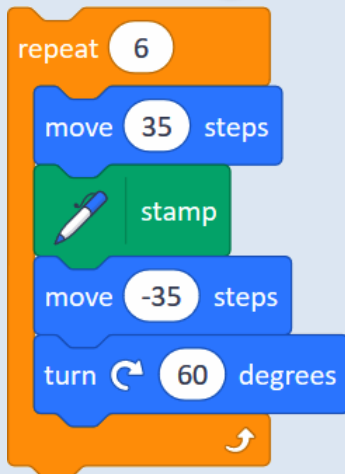 repeat 6
move 35 steps
stamp
move -35 steps
turn 60 degrees